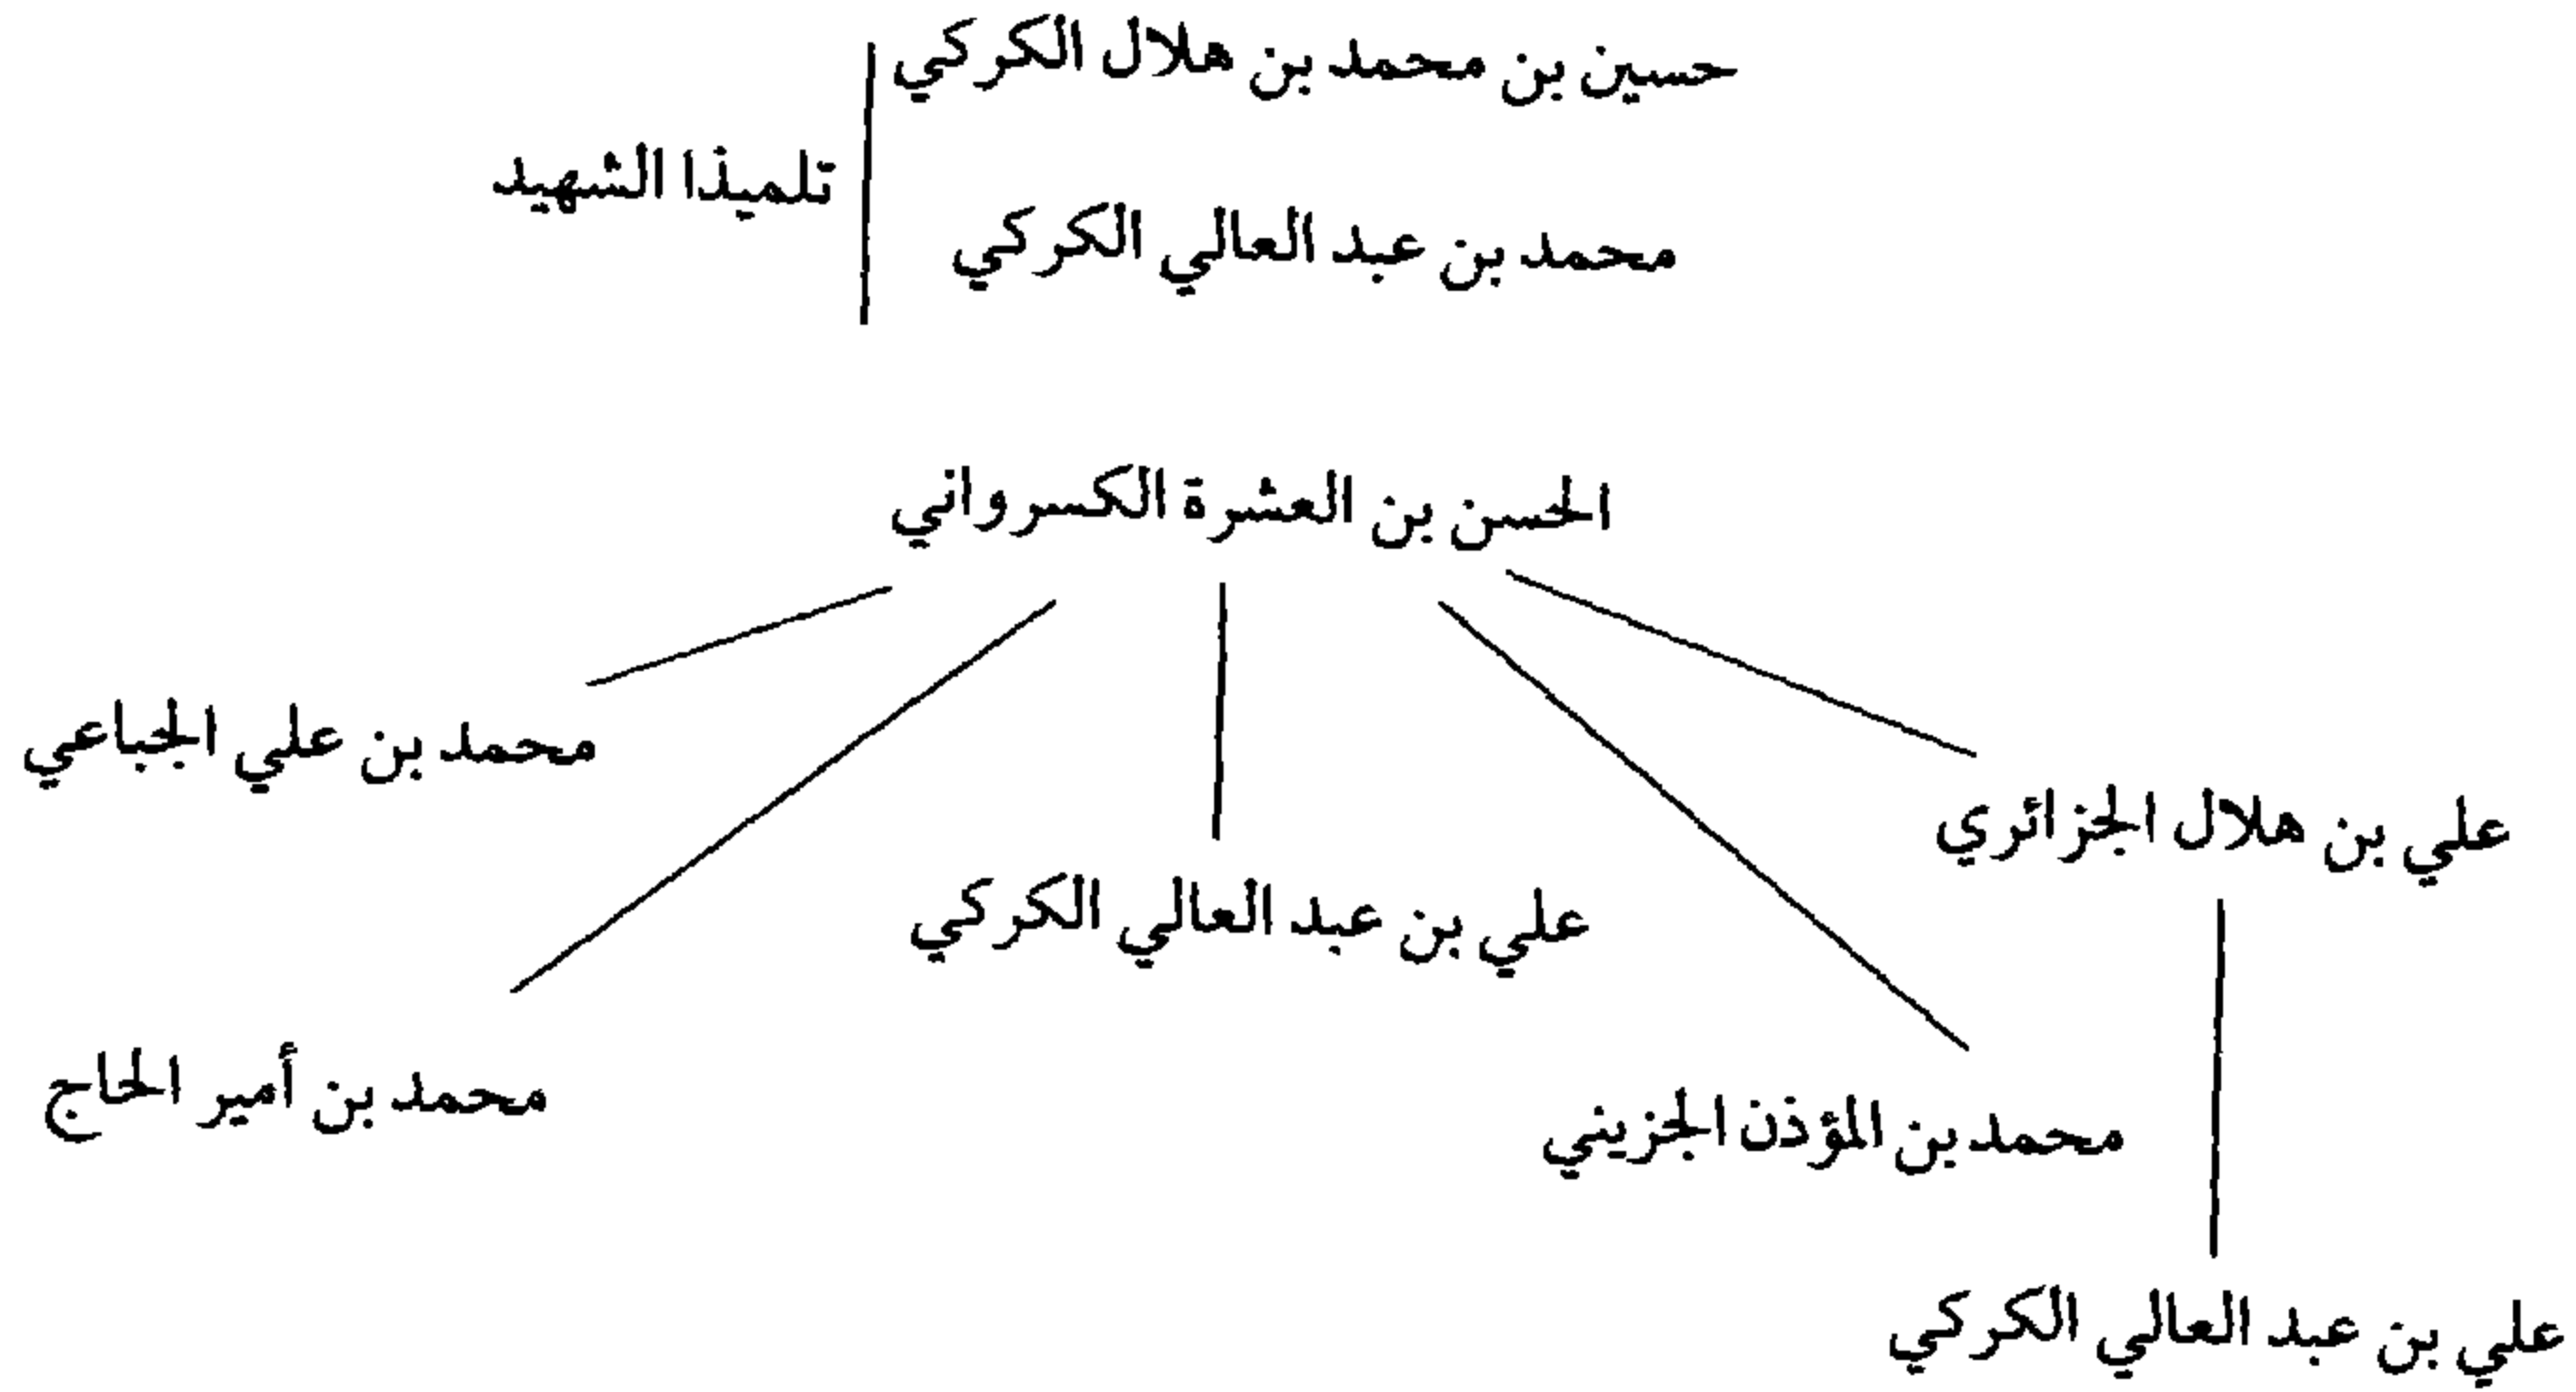 حسين بن محمد بن هلال الكركي
تلميذا الشهيد
محمد بن عبد العالي الكركي
الحسن بن العشرة الكسرواني
محمد بن علي الجباعي
علي بن هلال الجزائري
علي بن عبد العالي الكركي
محمد بن أمير الحاج
محمد بن المؤذن الجزيني
علي بن عبد العالي الكركي